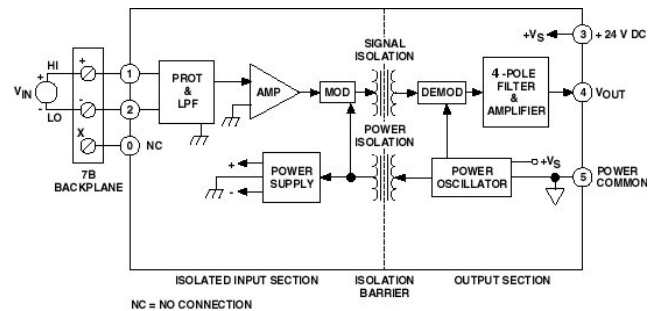 HI
+
VIN
-
LO
+
-
X
7B
BACKPLANE
1
2
0
NC
PROT
&
LPF
AMP
MOD
SIGNAL
ISOLATION
DEMOD
4-POLE
FILTER
&
AMPLIFIER
+VS
3
+ 24 V DC
4
VOUT
POWER
ISOLATION
+
-
POWER
SUPPLY
POWER
OSCILLATOR
+VS
5
POWER
COMMON
ISOLATED INPUT SECTION
ISOLATION
BARRIER
OUTPUT SECTION
NC = NO CONNECTION